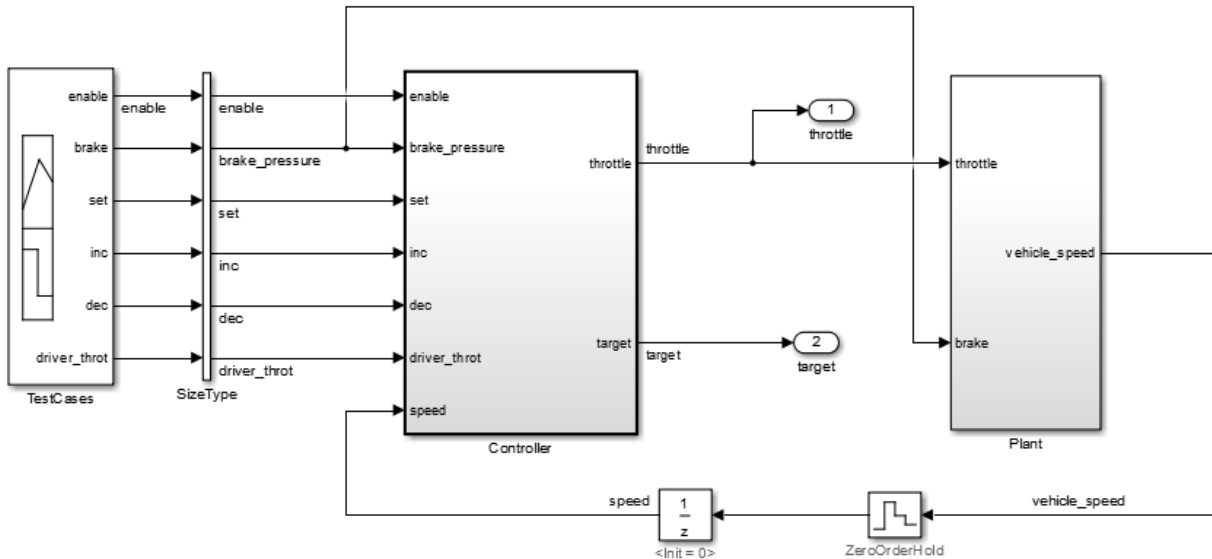 enable
brake
set
inc
dec
driver_throt
TestCases
enable
SizeType
enable
brake_pressure
set
inc
dec
driver_throt
enable
brake_pressure
set
inc
dec
driver_throt
speed
throttle
target
Controller
throttle
target
1
throttle
2
target
throttle
brake
vehicle_speed
Plant
speed
1
z
<Init = 0>
ZeroOrderHold
vehicle_speed